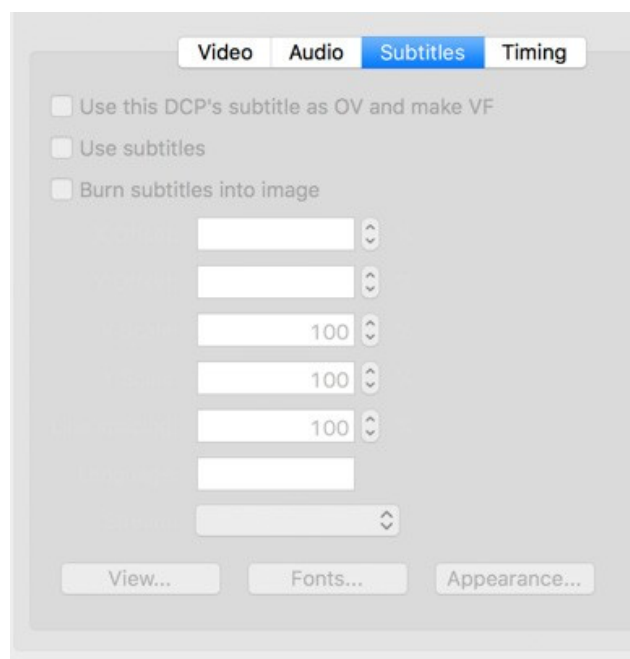 Video Audio Subtitles Timing
Use this DCP's subtitle as OV and make VF
Use subtitles
Burn subtitles into image
100
100
100
View... Fonts... Appearance...